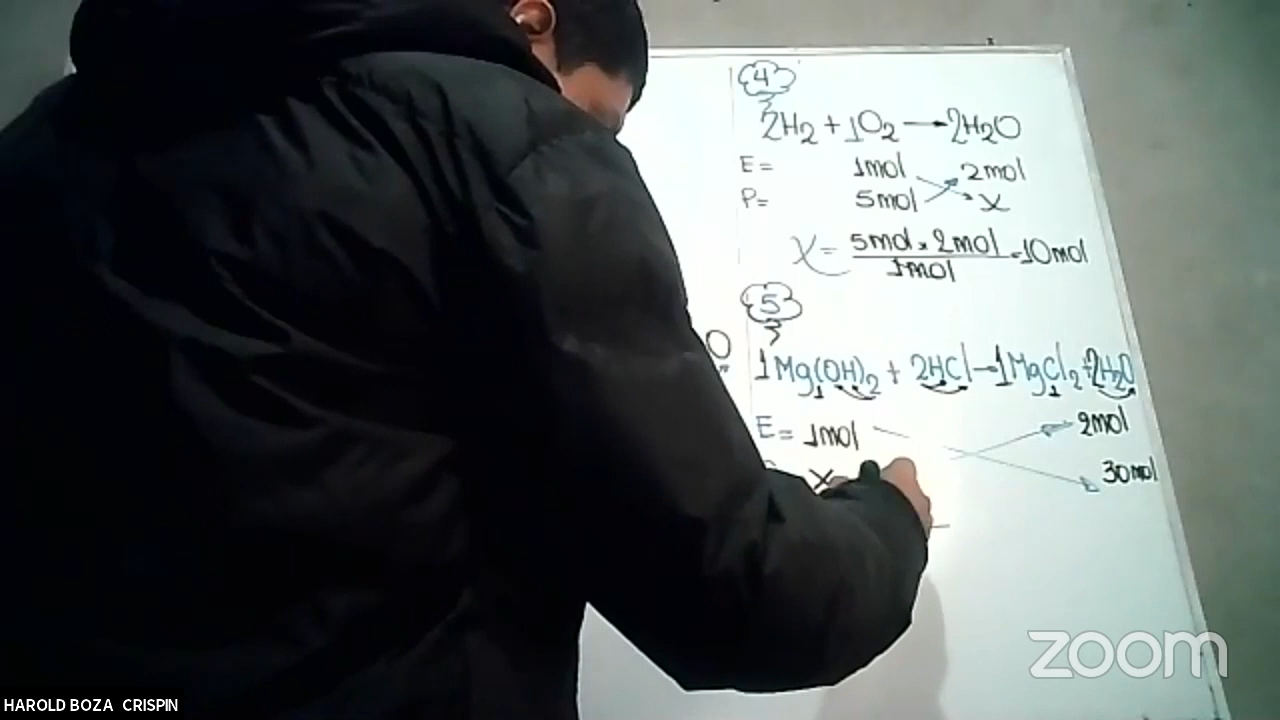 4
2H₂ + 1O₂ → 2H₂O
E= 1mol 2mol
P= 5mol x
X= 5mol x 2mol / 1mol = 10mol
5
1Mg(OH)₂ + 2HCl → 1MgCl₂ + 2H₂O
E= 1mol 2mol
X 30mol
zoom
HAROLD BOZA CRISPIN